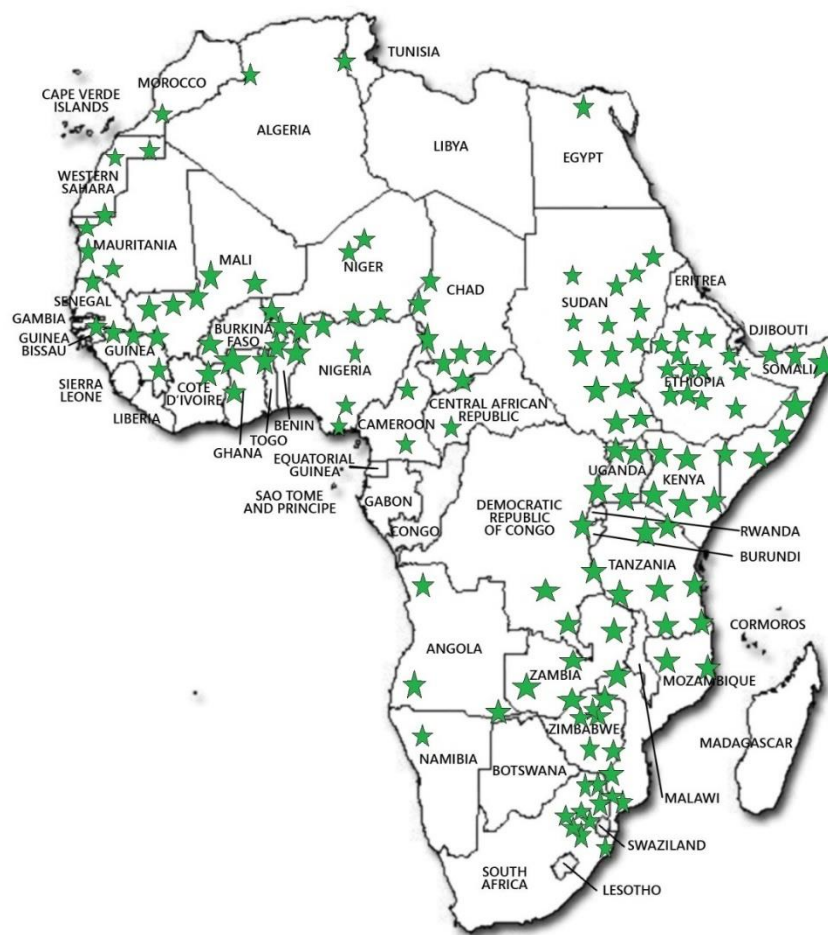 TUNISIA
MOROCCO
CAPE VERDE
ISLANDS
ALGERIA
LIBYA
EGYPT
WESTERN
SAHARA
MAURITANIA
MALI
NIGER
CHAD
SUDAN
ERITREA
SENEGAL
GAMBIA
GUINEA
BISSAU
GUINEA
BURKINA
FASO
DJIBOUTI
SOMALIA
NIGERIA
ETHIOPIA
SIERRA
LEONE
COTE
D'IVOIRE
LIBERIA
CENTRAL AFRICAN
REPUBLIC
CAMEROON
BENIN
TOGO
GHANA
EQUATORIAL
GUINEA
UGANDA
KENYA
SAO TOME
AND PRINCIPE
GABON
CONGO
DEMOCRATIC
REPUBLIC
OF CONGO
RWANDA
BURUNDI
TANZANIA
CORMOROS
ANGOLA
ZAMBIA
MOZAMBIQUE
ZIMBABWE
MADAGASCAR
NAMIBIA
BOTSWANA
MALAWI
SWAZILAND
SOUTH
AFRICA
LESOTHO